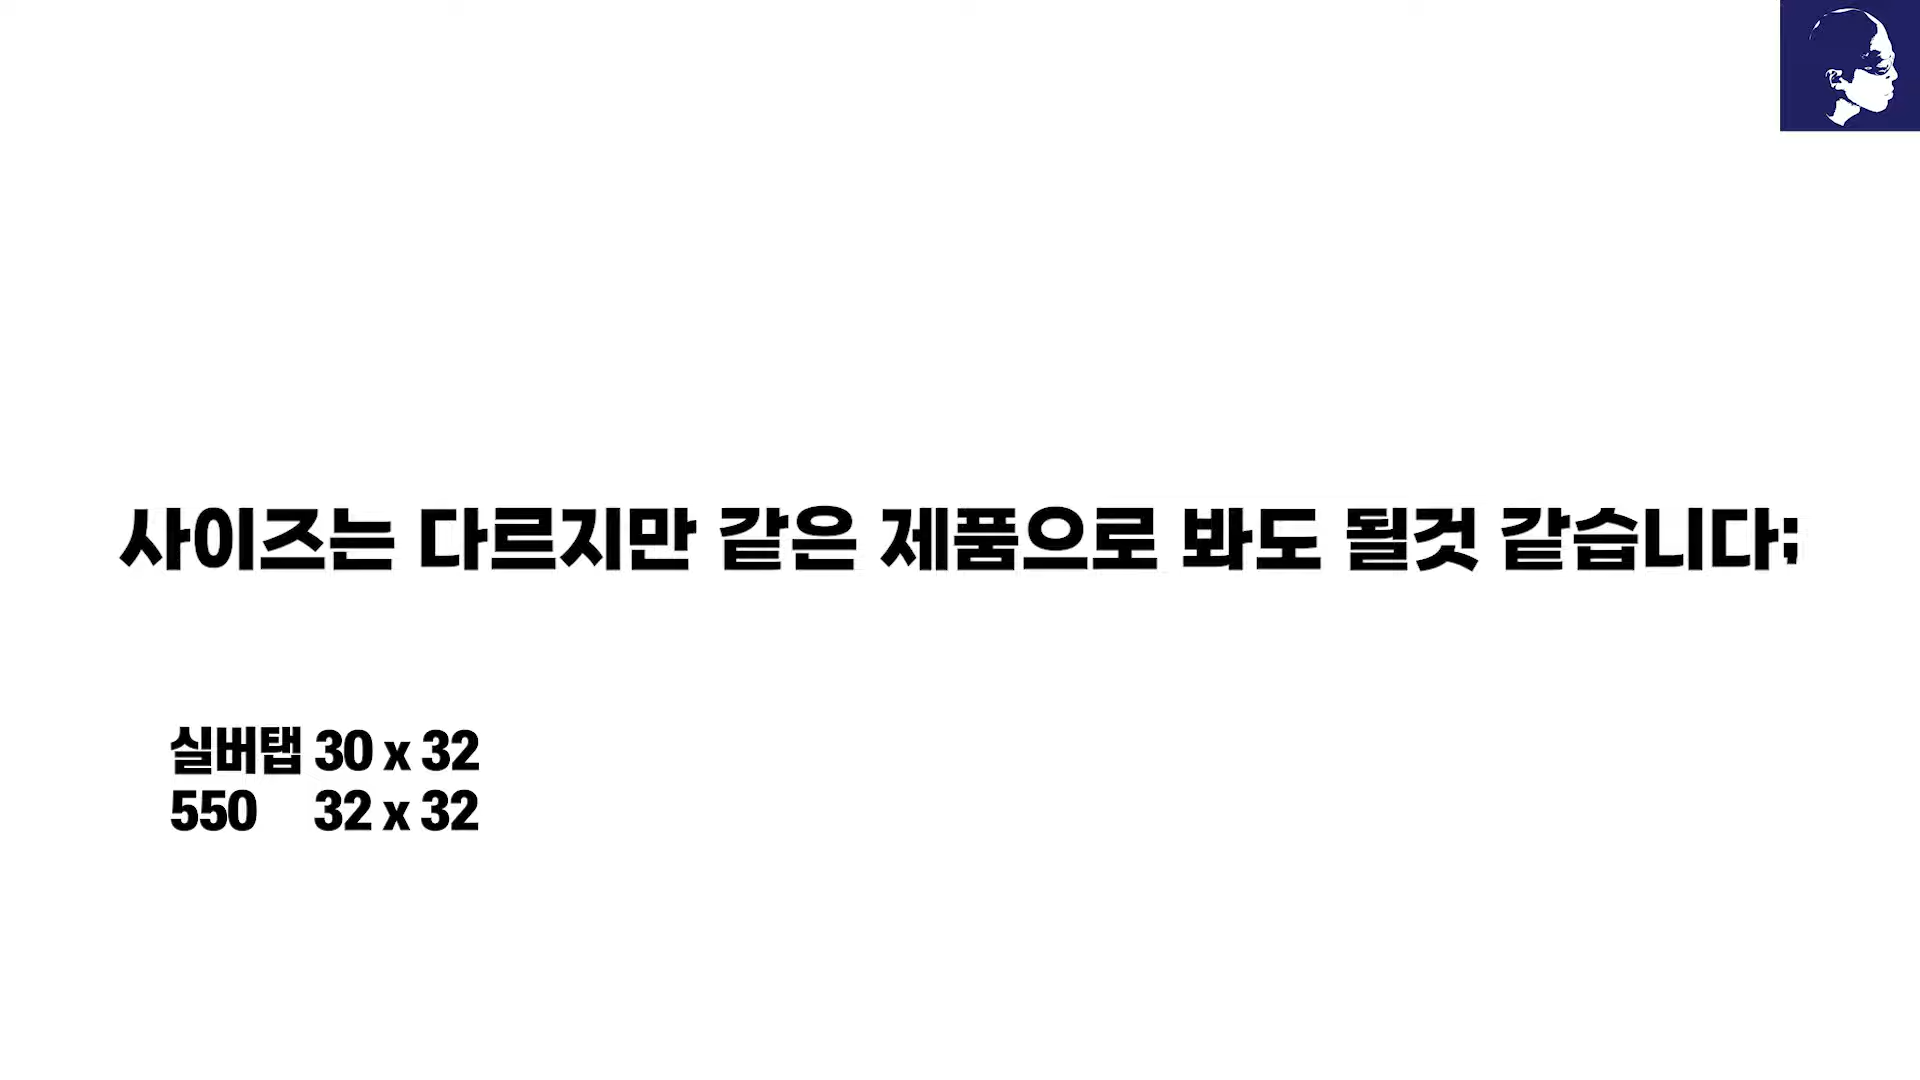 사이즈는 다르지만 같은 제품으로 봐도 될것 같습니다;
실버탭 30 x 32
550 32 x 32